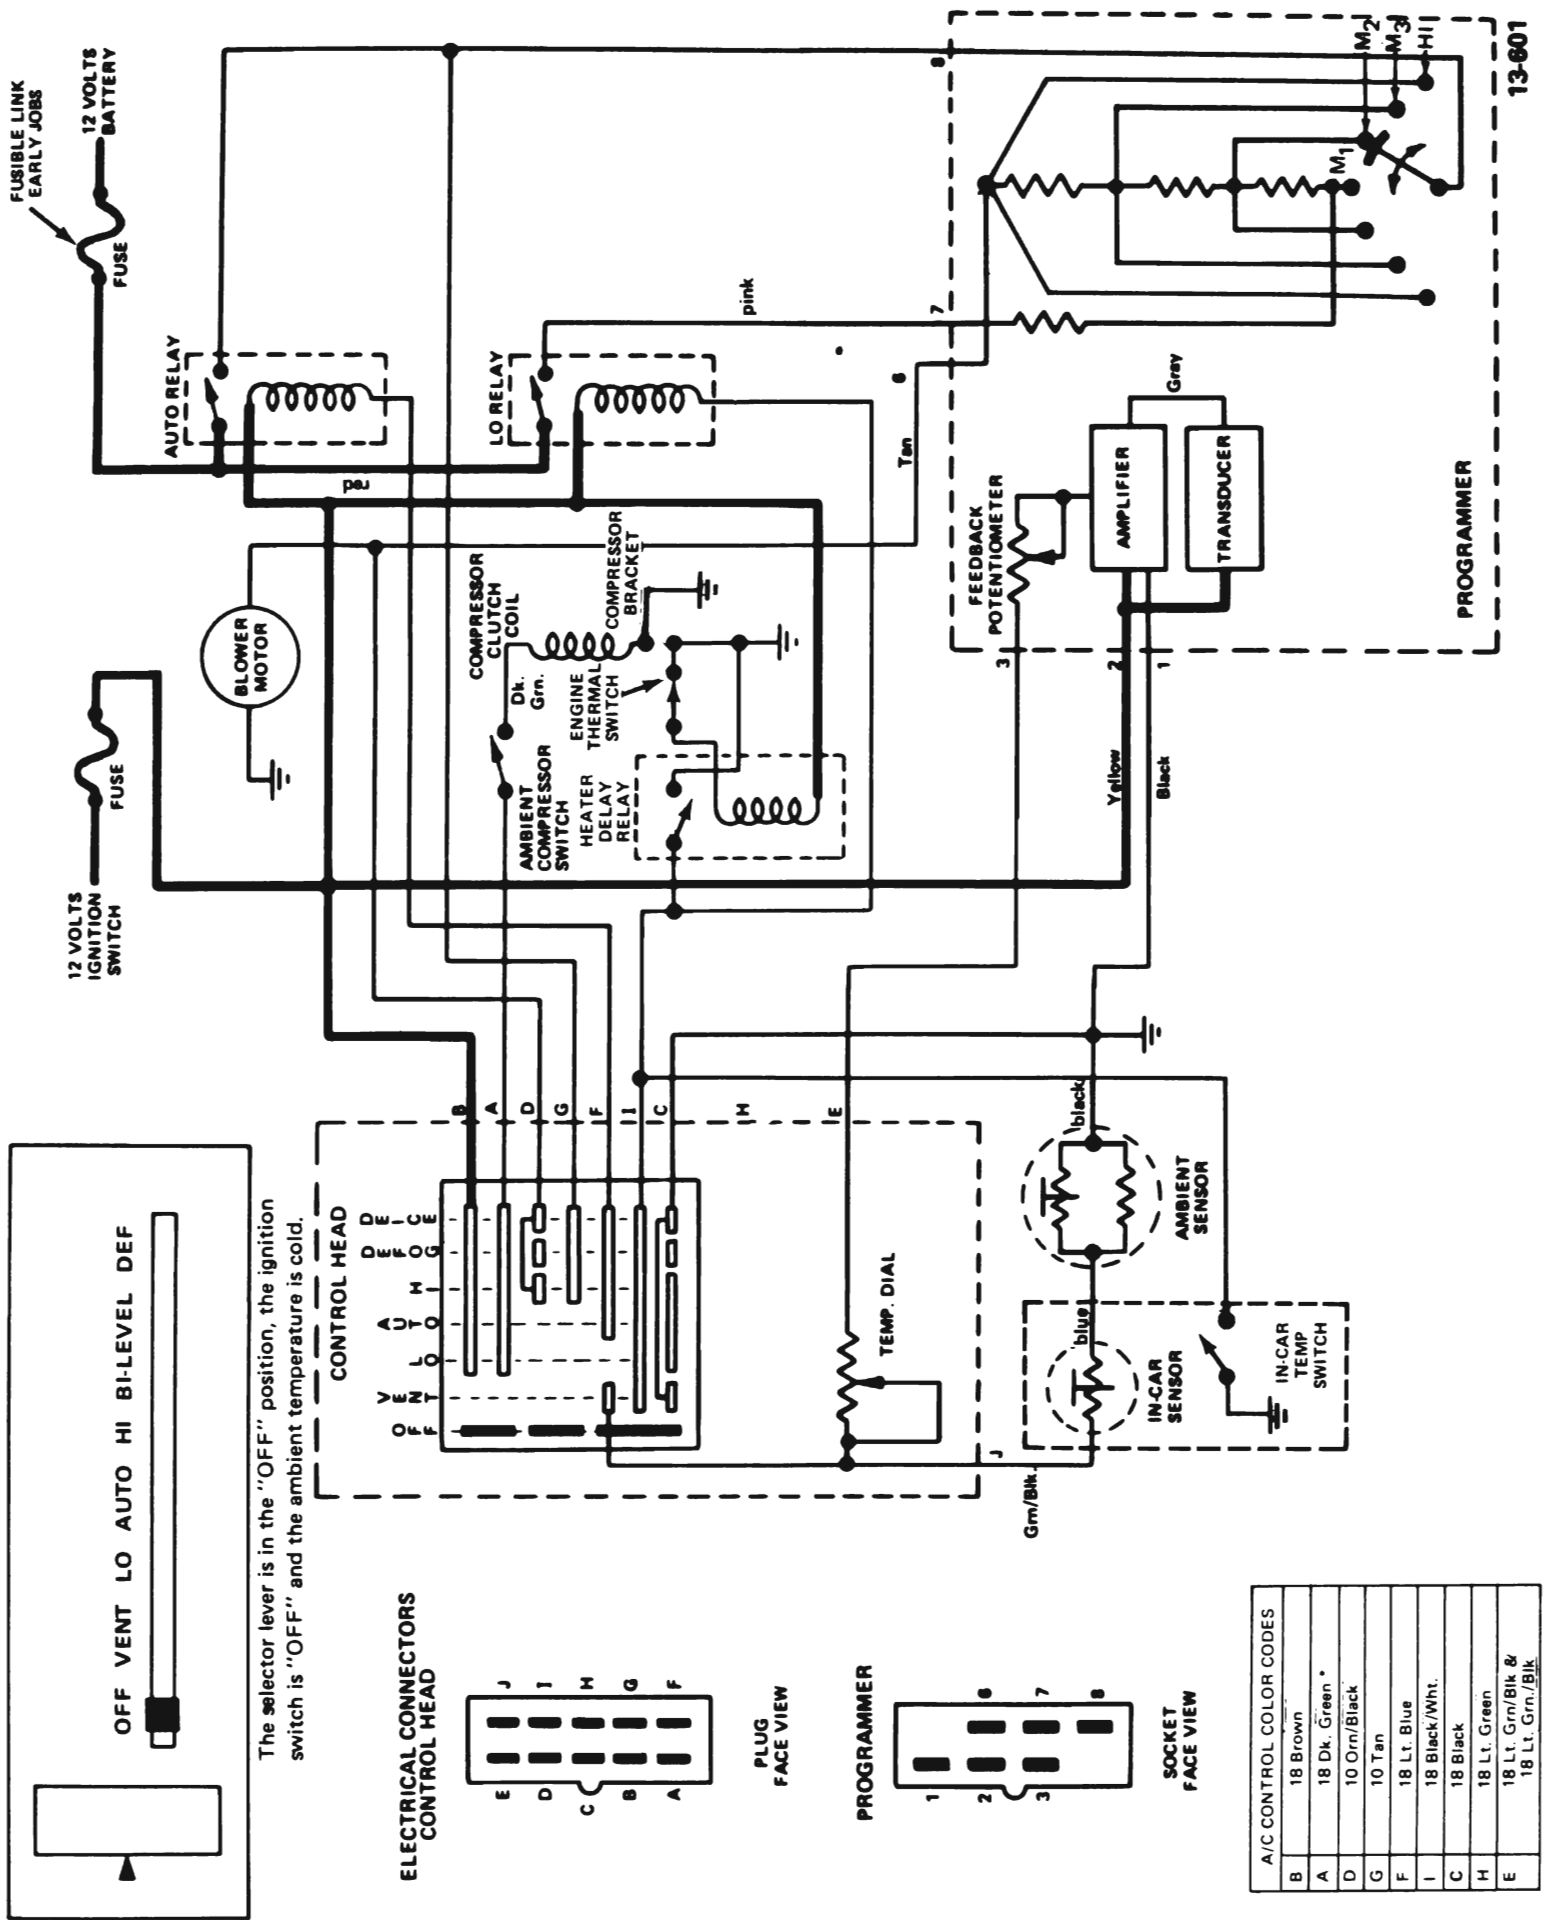 OFF VENT LO AUTO HI BI-LEVEL DEF
The selector lever is in the "OFF" position, the ignition
switch is "OFF" and the ambient temperature is cold.
12 VOLTS
IGNITION
SWITCH
FUSE
FUSIBLE LINK
EARLY JOBS
12 VOLTS
BATTERY
FUSE
BLOWER
MOTOR
AUTO RELAY
red
LO RELAY
pink
Tan
6
7
8
COMPRESSOR
CLUTCH
COIL
Dk.
Grn.
COMPRESSOR
BRACKET
ENGINE
THERMAL
SWITCH
AMBIENT
COMPRESSOR
SWITCH
HEATER
DELAY
RELAY
CONTROL HEAD
OFF
VENT
LO
AUTO
HI
DEFOG
DE-ICE
B
A
D
G
F
I
C
H
E
TEMP. DIAL
J
Grn/Blk.
black
blue
AMBIENT
SENSOR
IN-CAR
SENSOR
IN-CAR
TEMP
SWITCH
3
2
1
Yellow
Black
FEEDBACK
POTENTIOMETER
AMPLIFIER
TRANSDUCER
Gray
PROGRAMMER
M1
M2
M3
HI
13-601
ELECTRICAL CONNECTORS
CONTROL HEAD
E J
D I
C H
B G
A F
PLUG
FACE VIEW
PROGRAMMER
1
2 6
3 7
8
SOCKET
FACE VIEW
A/C CONTROL COLOR CODES
B 18 Brown
A 18 Dk. Green •
D 10 Orn/Black
G 10 Tan
F 18 Lt. Blue
I 18 Black/Wht.
C 18 Black
H 18 Lt. Green
E 18 Lt. Grn/Blk &
18 Lt. Grn./Blk